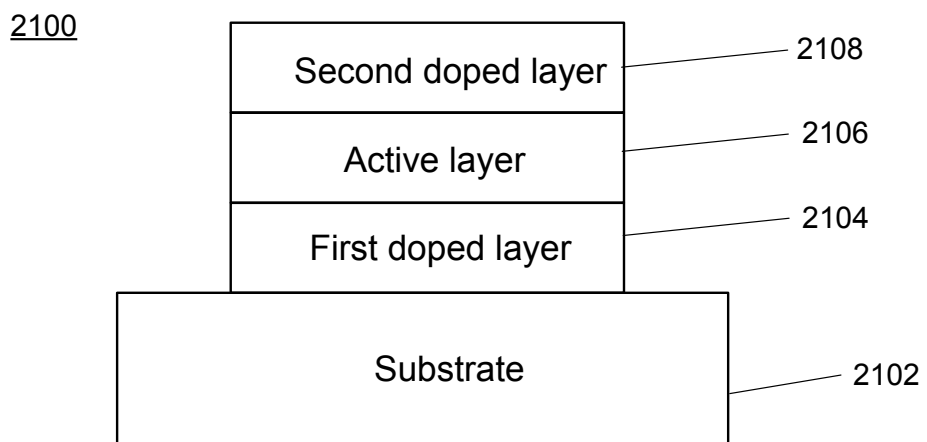 2100
Second doped layer
2108
Active layer
2106
First doped layer
2104
Substrate
2102